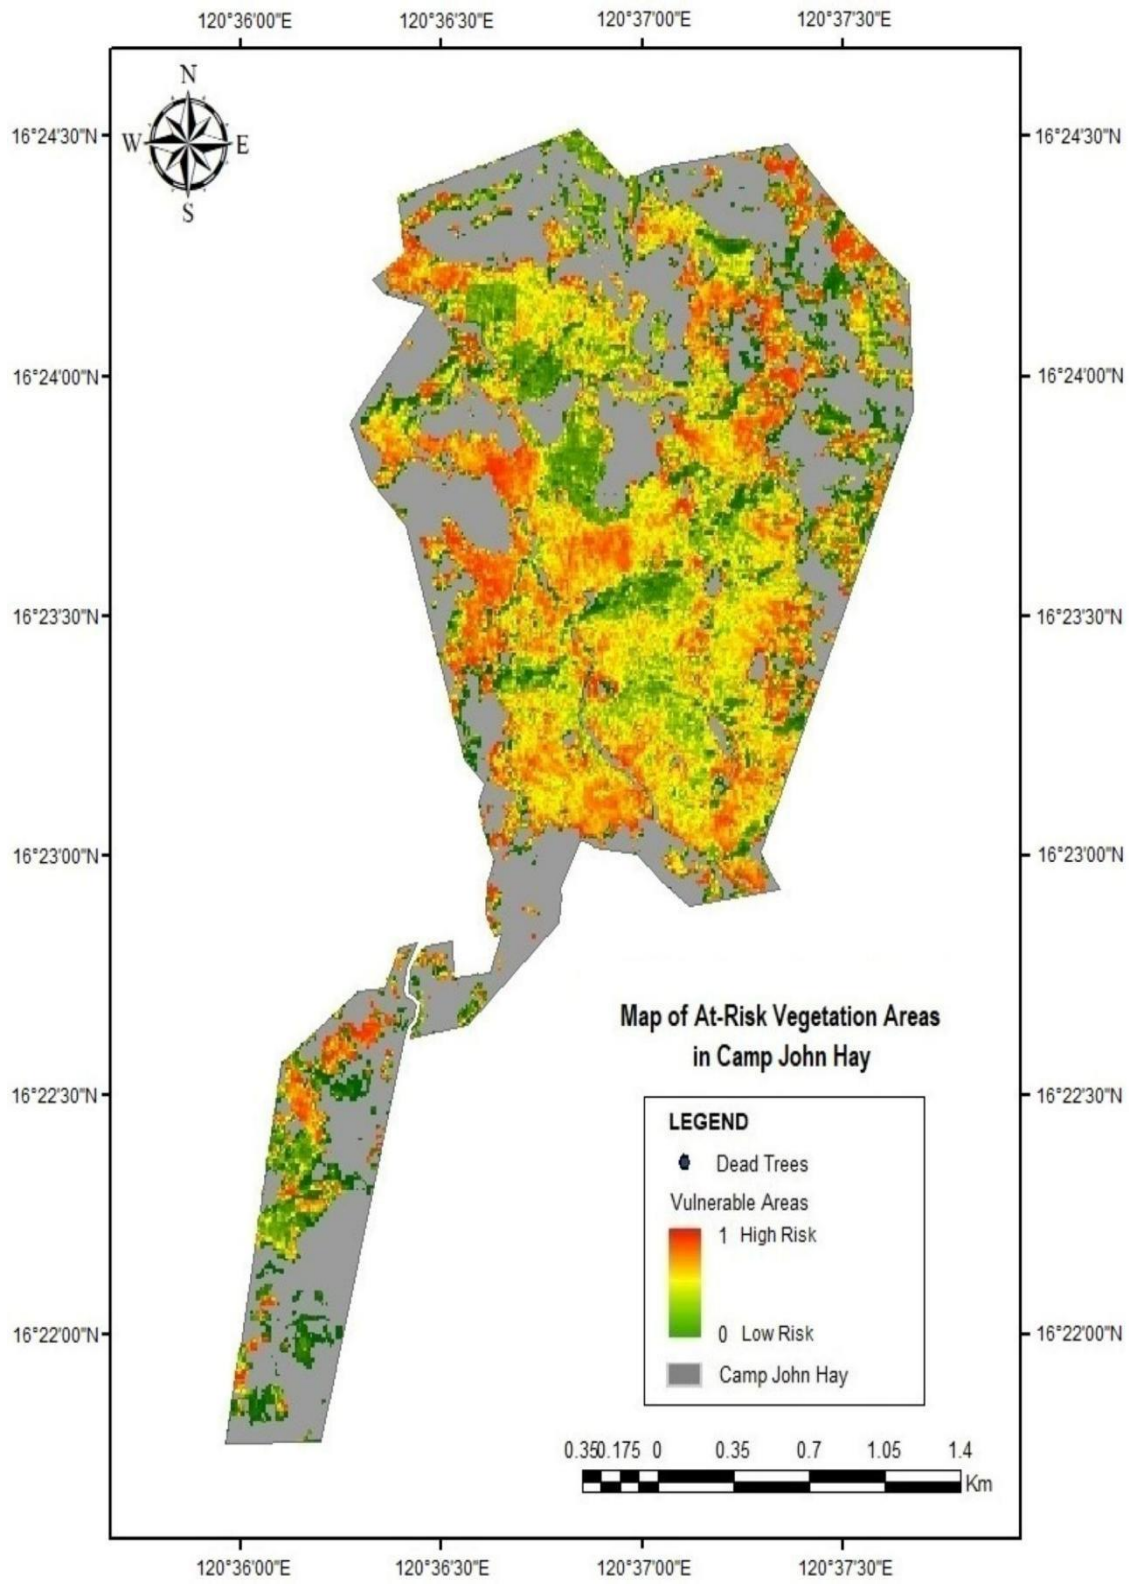 120°36'00"E 120°36'30"E 120°37'00"E 120°37'30"E
N
W E
S
16°24'30"N 16°24'30"N
16°24'00"N 16°24'00"N
16°23'30"N 16°23'30"N
16°23'00"N 16°23'00"N
Map of At-Risk Vegetation Areas
in Camp John Hay
16°22'30"N 16°22'30"N
LEGEND
Dead Trees
Vulnerable Areas
1 High Risk
0 Low Risk
16°22'00"N 16°22'00"N
Camp John Hay
0.35 0.175 0 0.35 0.7 1.05 1.4
Km
120°36'00"E 120°36'30"E 120°37'00"E 120°37'30"E